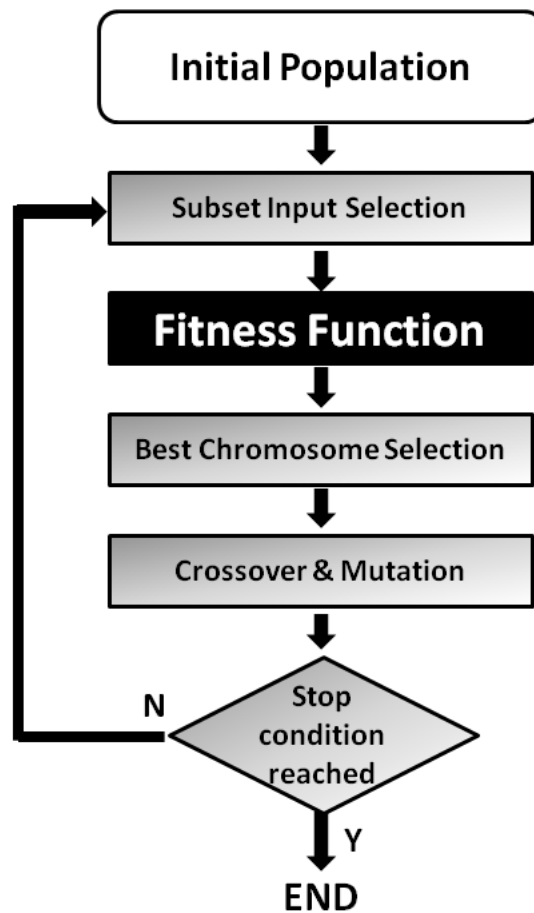 Initial Population
Subset Input Selection
Fitness Function
Best Chromosome Selection
Crossover & Mutation
Stop
condition
reached
N
Y
END